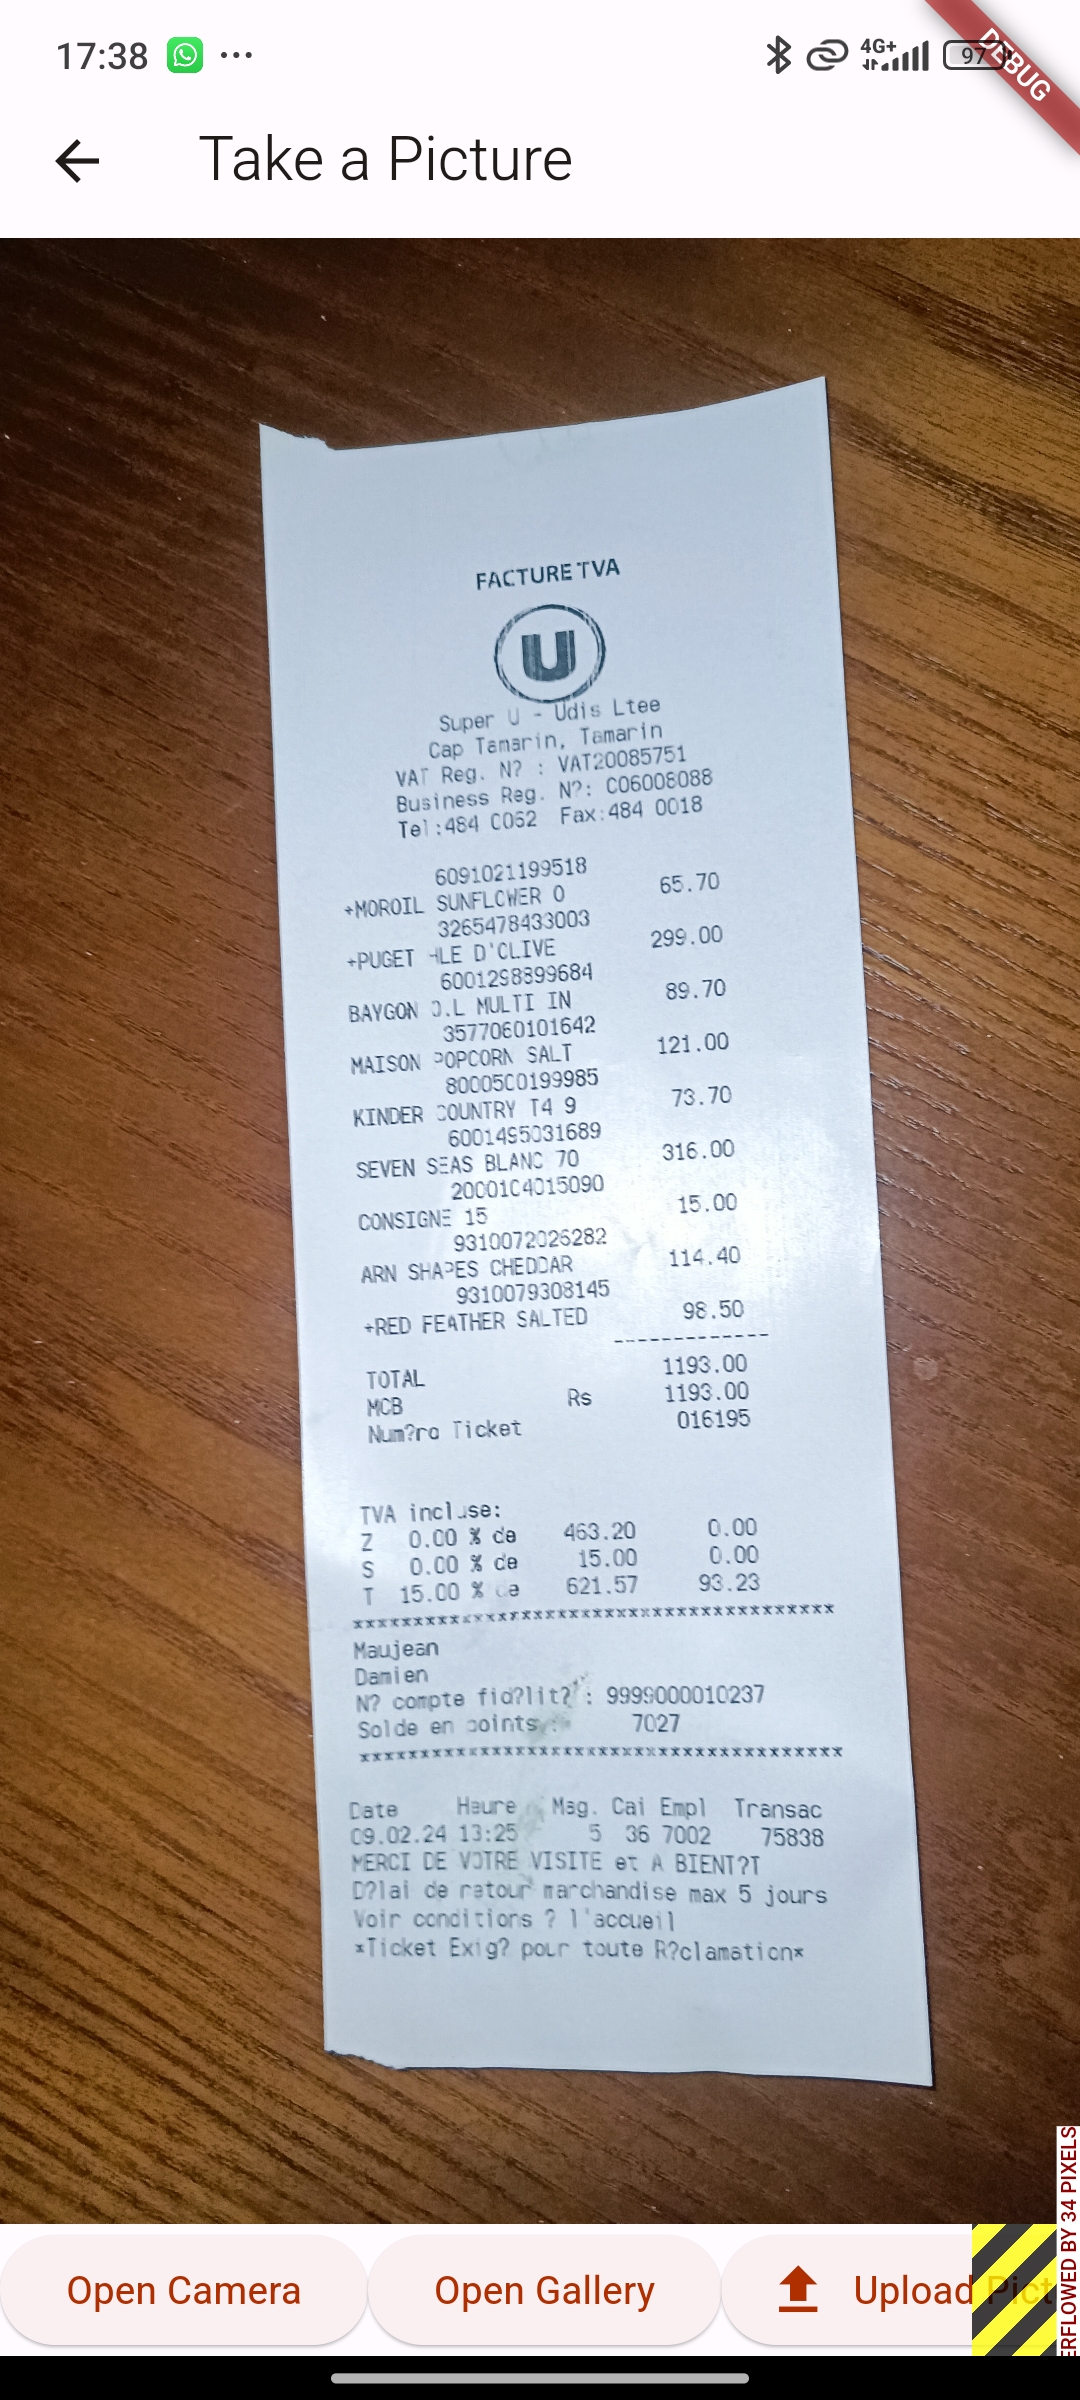 17:38
4G+
97
DEBUG
Take a Picture
FACTURE TVA
U
Super U - Udis Ltee
Cap Tamarin, Tamarin
VAT Reg. N? : VAT20085751
Business Reg. N?: C06008088
Tel:484 0052 Fax:484 0018
6091021199518
+MOROIL SUNFLOWER O 65.70
3265478433003
+PUGET HLE D'OLIVE 299.00
6001298899684
BAYGON O.L MULTI IN 89.70
3577060101642
MAISON POPCORN SALT 121.00
8000500199985
KINDER COUNTRY T4 9 73.70
6001495031689
SEVEN SEAS BLANC 70 316.00
2000104015090
CONSIGNE 15 15.00
9310072026282
ARN SHAPES CHEDDAR 114.40
9310079308145
+RED FEATHER SALTED 98.50
-------------
TOTAL 1193.00
MCB Rs 1193.00
Num?ro Ticket 016195
TVA incluse:
Z 0.00 % de 463.20 0.00
S 0.00 % de 15.00 0.00
T 15.00 % de 621.57 93.23
****************************************
Maujean
Damien
N? compte fid?lit? : 9999000010237
Solde en points : 7027
****************************************
Date Heure Mag. Cai Empl Transac
09.02.24 13:25 5 36 7002 75838
MERCI DE VOTRE VISITE et A BIENT?T
D?lai de retour marchandise max 5 jours
Voir conditions ? l'accueil
*Ticket Exig? pour toute R?clamation*
Open Camera
Open Gallery
Upload Pict
ERFLOWED BY 34 PIXELS